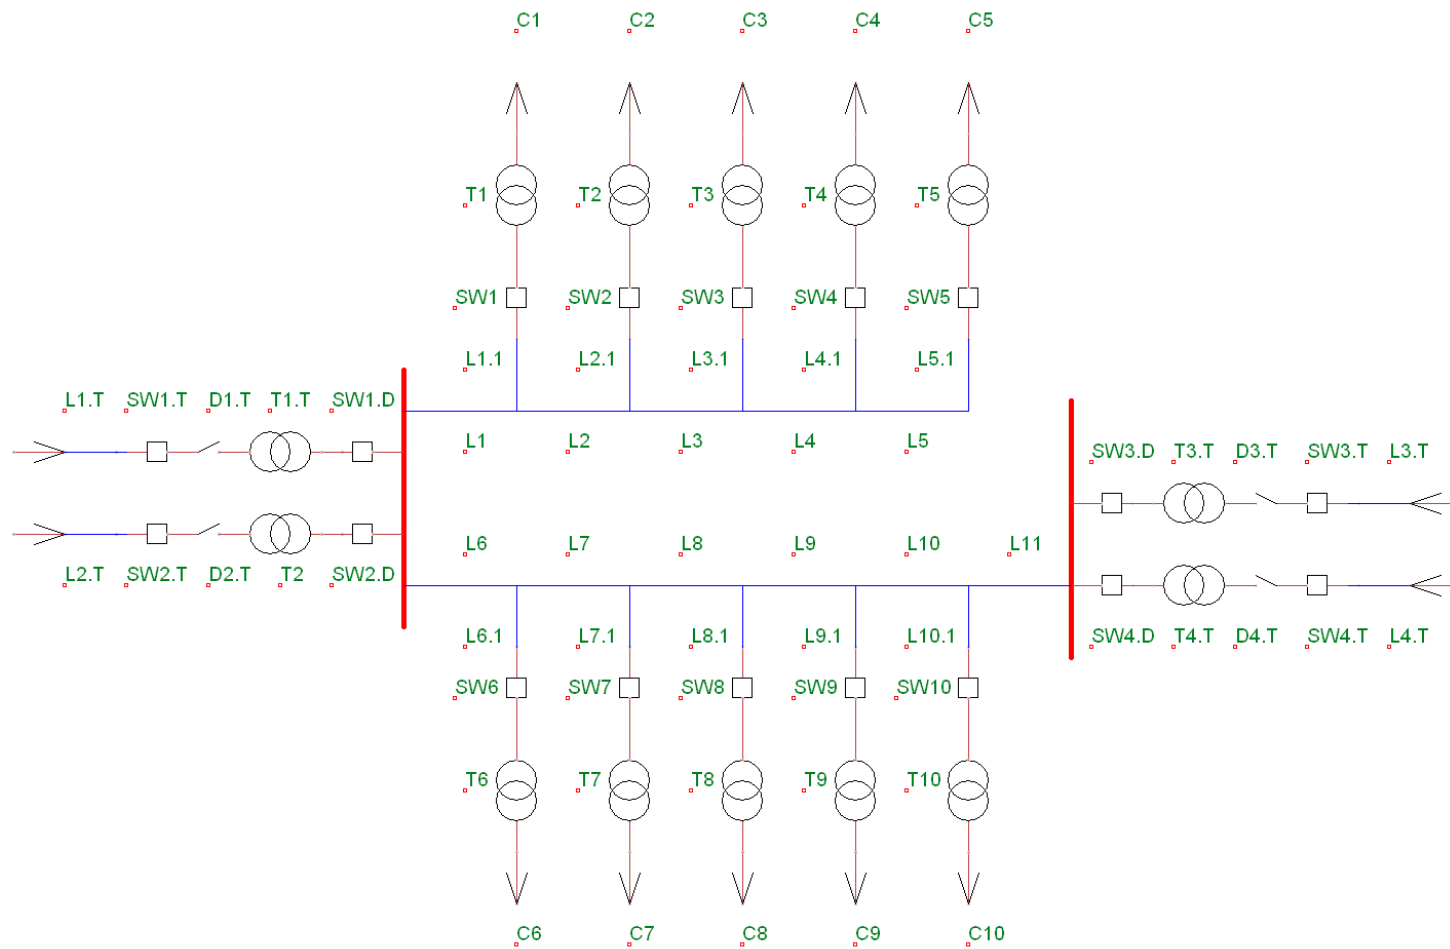 C1 C2 C3 C4 C5
T1 T2 T3 T4 T5
SW1 SW2 SW3 SW4 SW5
L1.1 L2.1 L3.1 L4.1 L5.1
L1.T SW1.T D1.T T1.T SW1.D
L1 L2 L3 L4 L5
SW3.D T3.T D3.T SW3.T L3.T
L6 L7 L8 L9 L10 L11
L2.T SW2.T D2.T T2 SW2.D
L6.1 L7.1 L8.1 L9.1 L10.1
SW4.D T4.T D4.T SW4.T L4.T
SW6 SW7 SW8 SW9 SW10
T6 T7 T8 T9 T10
C6 C7 C8 C9 C10